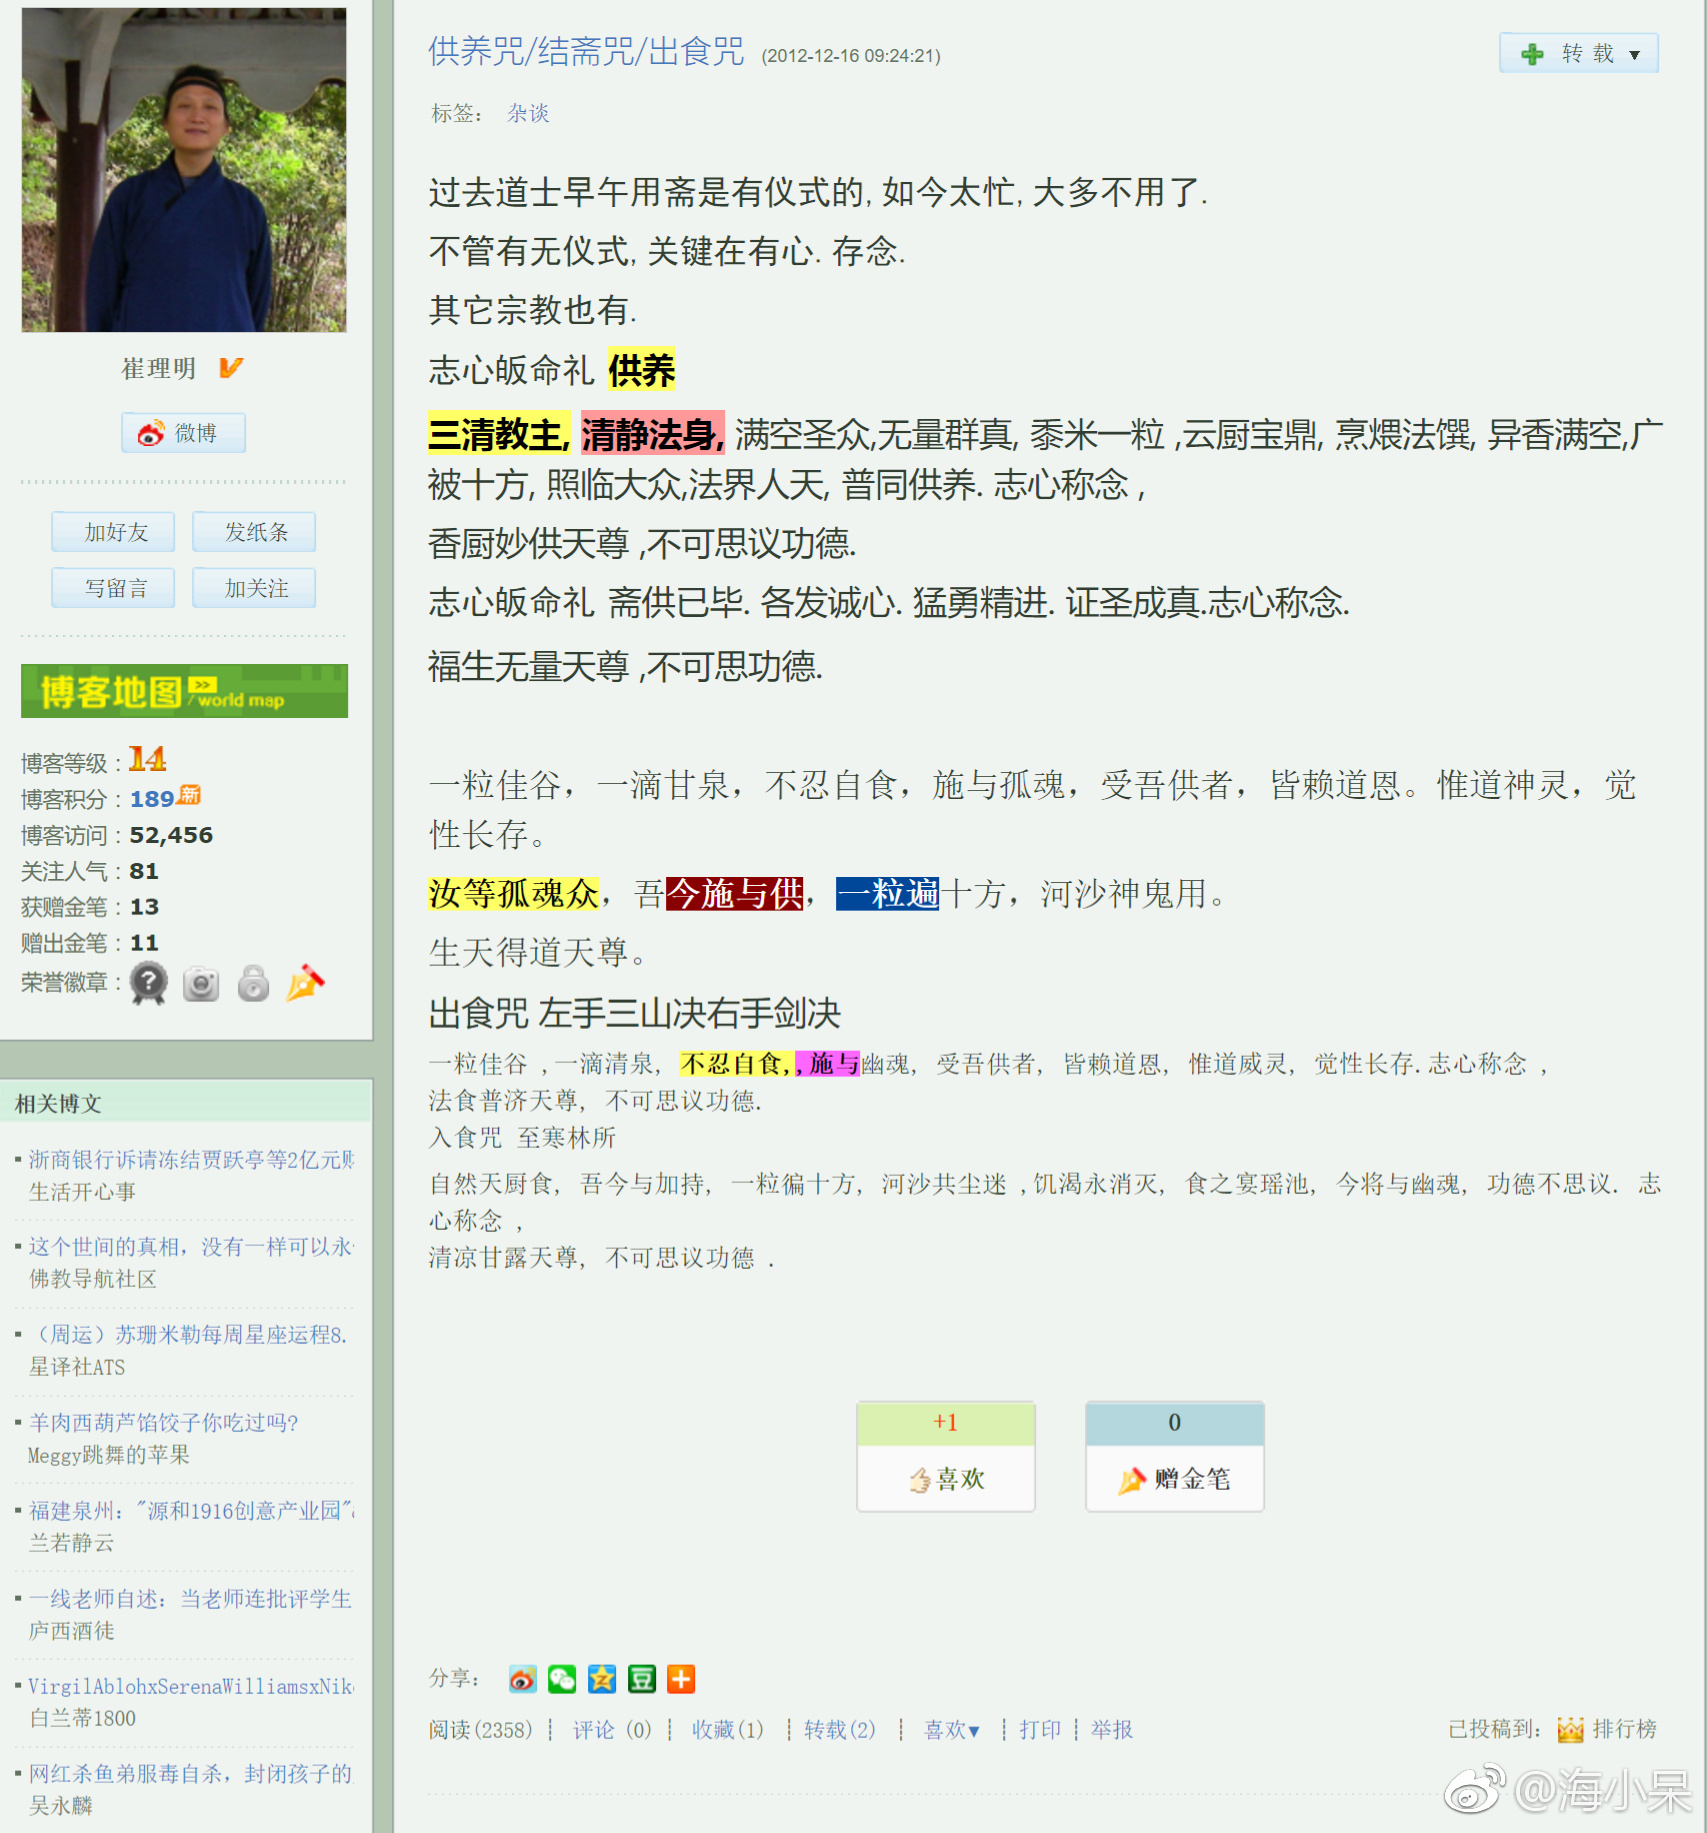 供养咒/结斋咒/出食咒 (2012-12-16 09:24:21)
转 载
标签： 杂谈
过去道士早午用斋是有仪式的, 如今太忙, 大多不用了.
不管有无仪式, 关键在有心. 存念.
其它宗教也有.
志心皈命礼 供养
三清教主, 清静法身, 满空圣众,无量群真, 黍米一粒 ,云厨宝鼎, 烹煨法馔, 异香满空,广
被十方, 照临大众,法界人天, 普同供养. 志心称念 ,
香厨妙供天尊 ,不可思议功德.
志心皈命礼 斋供已毕. 各发诚心. 猛勇精进. 证圣成真.志心称念.
福生无量天尊 ,不可思功德.
一粒佳谷，一滴甘泉，不忍自食，施与孤魂，受吾供者，皆赖道恩。惟道神灵，觉
性长存。
汝等孤魂众，吾今施与供，一粒遍十方，河沙神鬼用。
生天得道天尊。
出食咒 左手三山决右手剑决
一粒佳谷 ,一滴清泉, 不忍自食,, 施与幽魂, 受吾供者, 皆赖道恩, 惟道威灵, 觉性长存.志心称念 ,
法食普济天尊, 不可思议功德.
入食咒 至寒林所
自然天厨食, 吾今与加持, 一粒徧十方, 河沙共尘迷 ,饥渴永消灭, 食之宴瑶池, 今将与幽魂, 功德不思议. 志
心称念 ,
清凉甘露天尊, 不可思议功德 .
+1
喜欢
0
赠金笔
分享：
阅读(2358)┆ 评论 (0)┆ 收藏(1) ┆转载(2) ┆ 喜欢▼ ┆打印┆举报
已投稿到： 排行榜
崔理明
微博
加好友 发纸条
写留言 加关注
博客地图 >> /world map
博客等级：14
博客积分：189新
博客访问：52,456
关注人气：81
获赠金笔：13
赠出金笔：11
荣誉徽章：
相关博文
浙商银行诉请冻结贾跃亭等2亿元财
生活开心事
这个世间的真相，没有一样可以永
佛教导航社区
（周运）苏珊米勒每周星座运程8.
星译社ATS
羊肉西葫芦馅饺子你吃过吗?
Meggy跳舞的苹果
福建泉州："源和1916创意产业园"
兰若静云
一线老师自述：当老师连批评学生
庐西酒徒
VirgilAblohxSerenaWilliamsxNik
白兰蒂1800
网红杀鱼弟服毒自杀，封闭孩子的
吴永麟
@海小呆